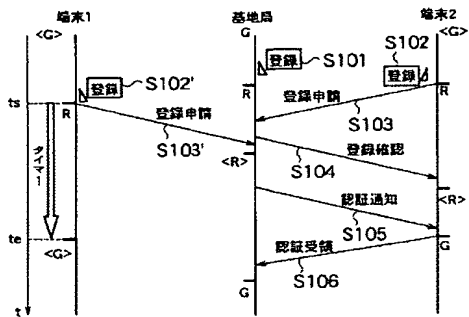 端末1
基地局
端末2
<G>
G
<G>
登録
S102'
登録
S101
S102
登録
ts
R
R
R
登録申請
登録申請
S103
S103'
<R>
S104
登録確認
タイマー
認証通知
<R>
S105
te
<G>
G
認証受領
S106
G
t